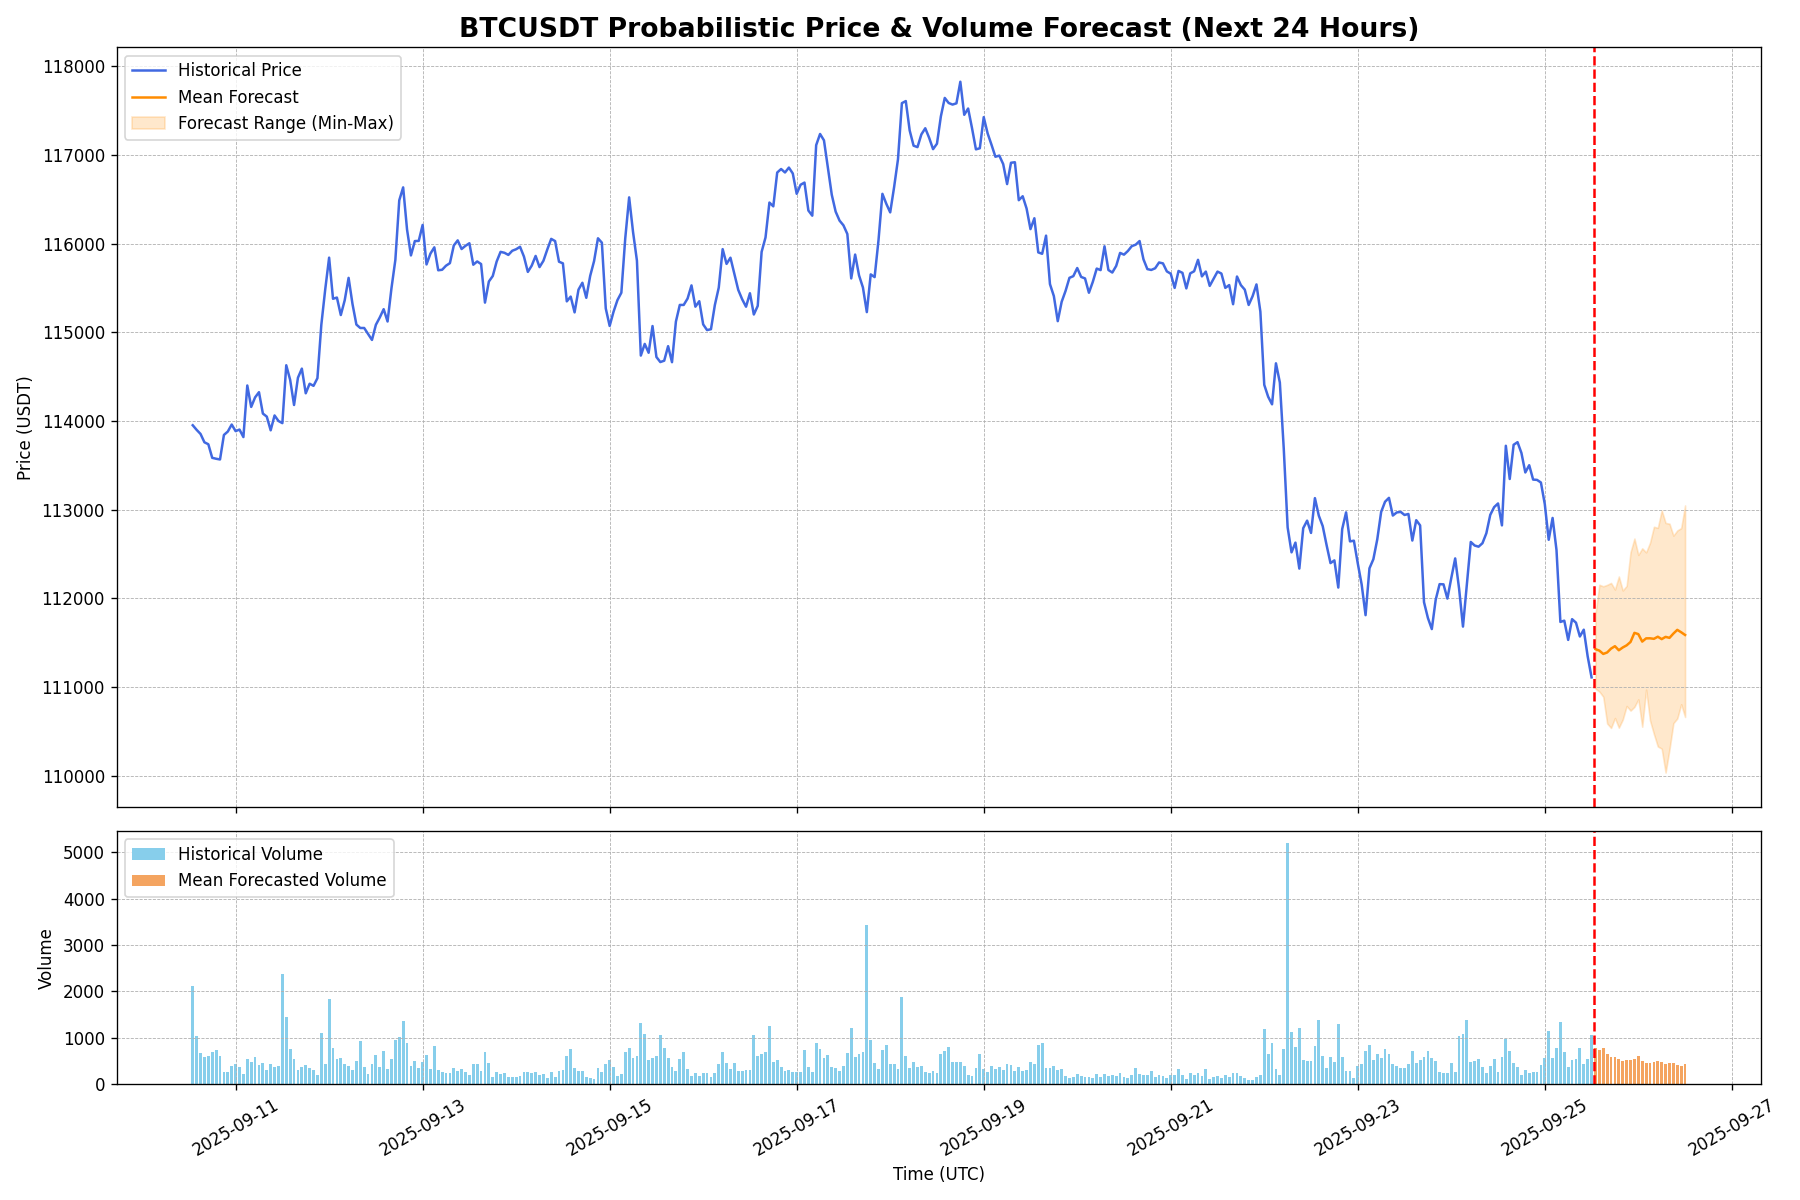 BTCUSDT Probabilistic Price & Volume Forecast (Next 24 Hours)
Historical Price
Mean Forecast
Forecast Range (Min-Max)
118000
117000
116000
115000
114000
113000
112000
111000
110000
Price (USDT)
Historical Volume
Mean Forecasted Volume
5000
4000
3000
2000
1000
0
Volume
2025-09-11
2025-09-13
2025-09-15
2025-09-17
2025-09-19
2025-09-21
2025-09-23
2025-09-25
2025-09-27
Time (UTC)